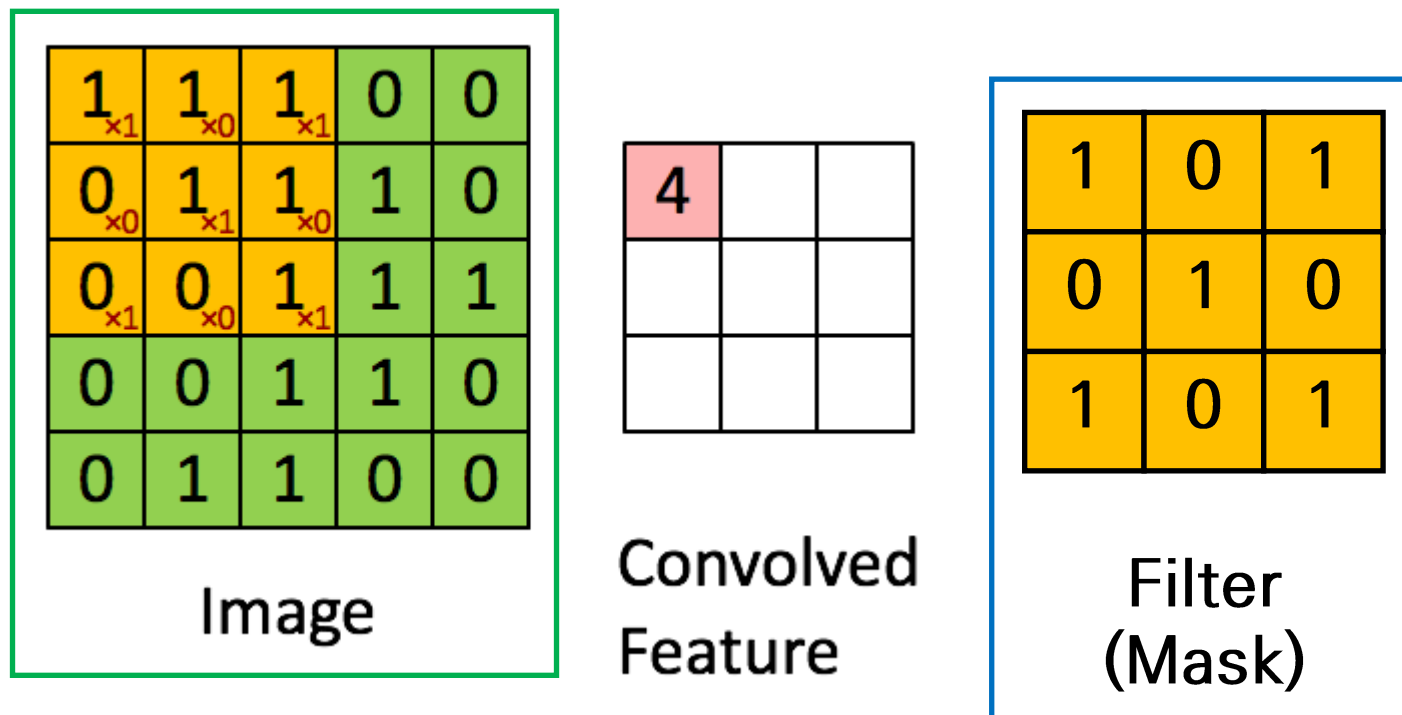 1×1 1×0 1×1 0 0
0×0 1×1 1×0 1 0
0×1 0×0 1×1 1 1
0 0 1 1 0
0 1 1 0 0
Image
4
Convolved
Feature
1 0 1
0 1 0
1 0 1
Filter
(Mask)